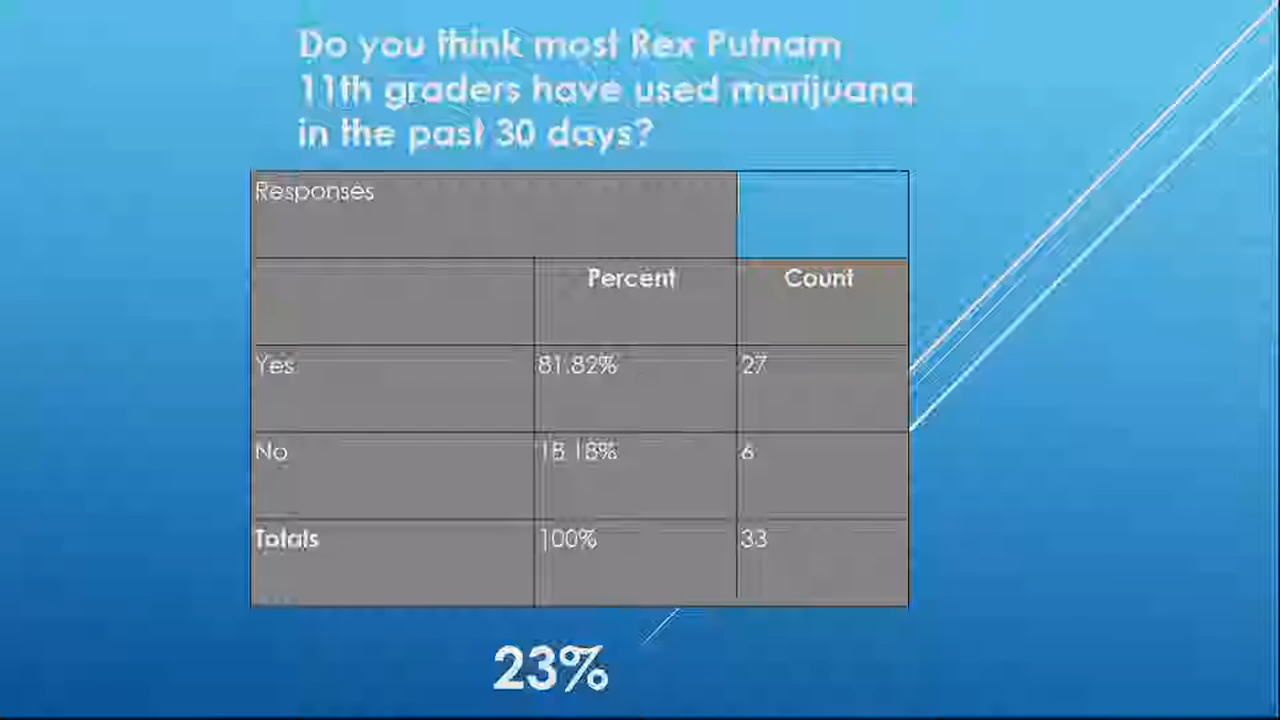 Do you think most Rex Putnam
11th graders have used marijuana
in the past 30 days?
Responses
Percent Count
Yes 81.82% 27
No 18.18% 6
Totals 100% 33
23%